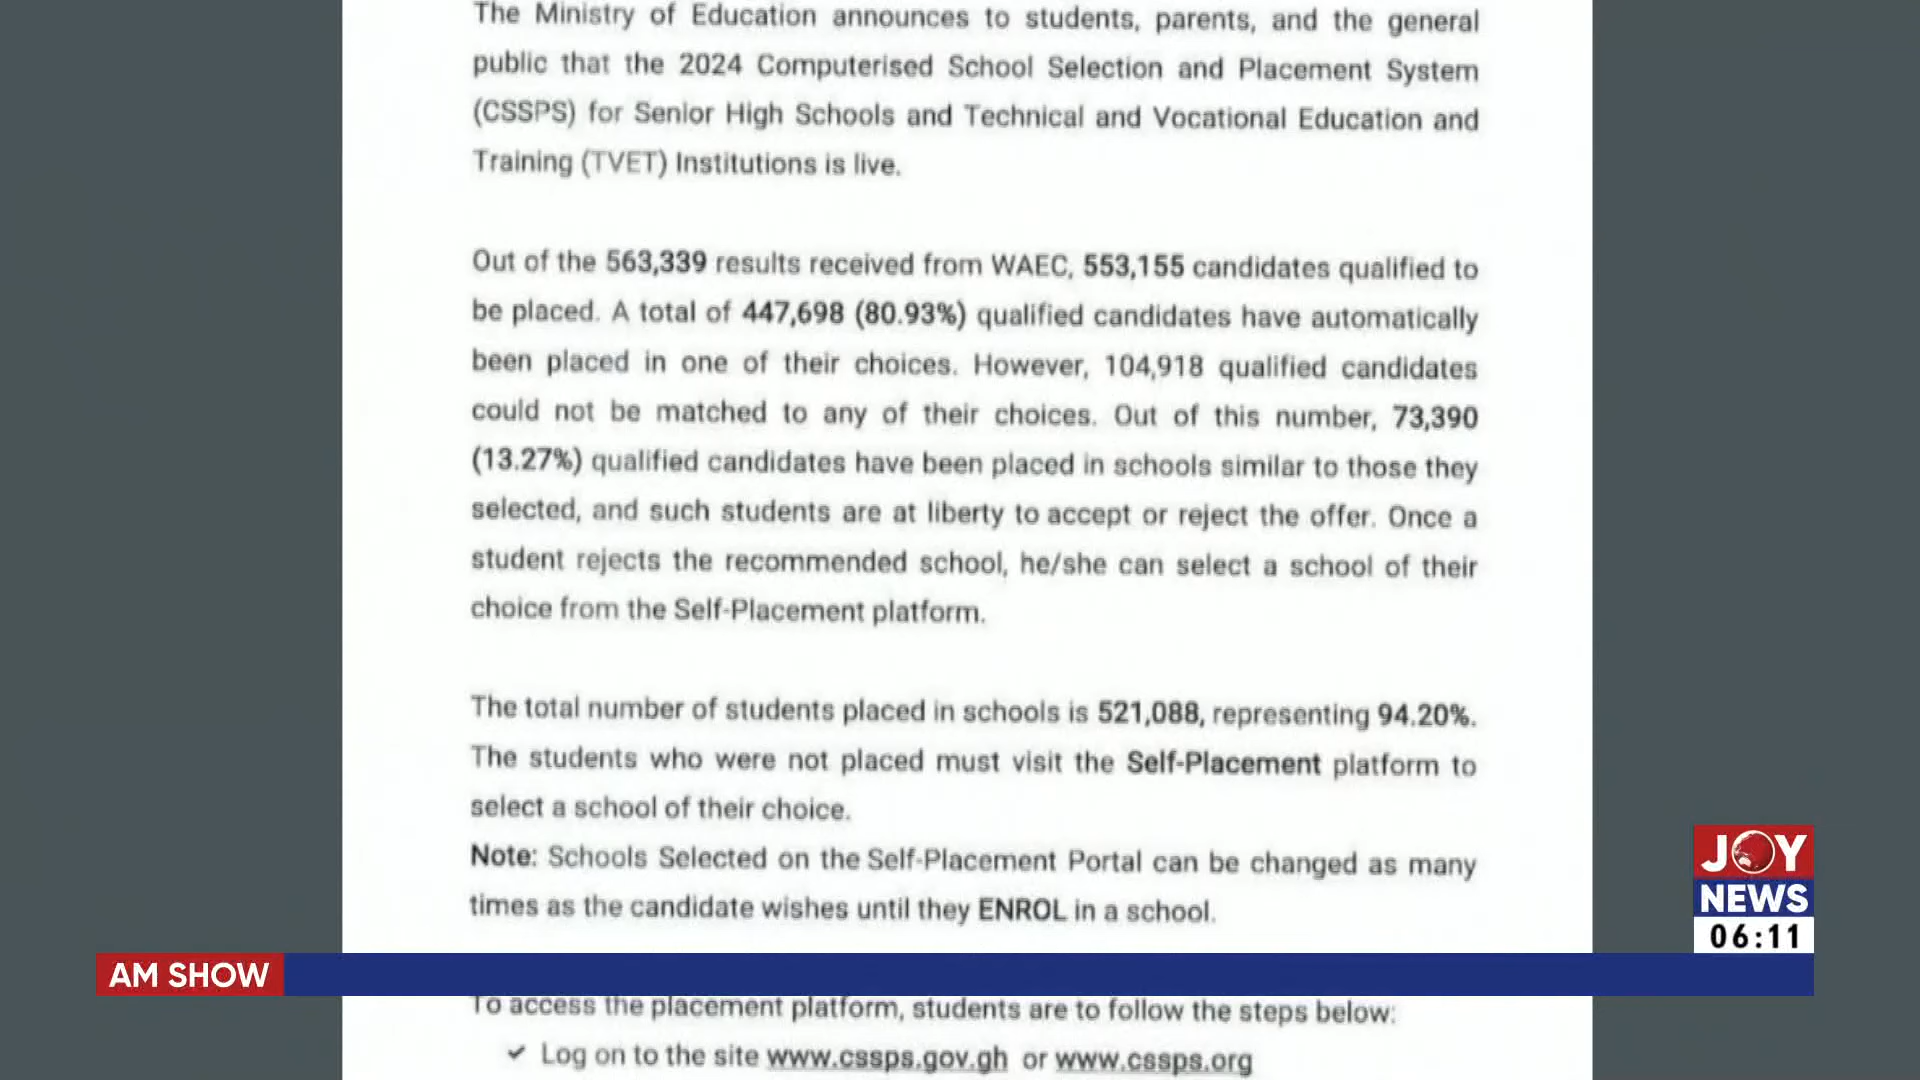 The Ministry of Education announces to students, parents, and the general
public that the 2024 Computerised School Selection and Placement System
(CSSPS) for Senior High Schools and Technical and Vocational Education and
Training (TVET) Institutions is live.
Out of the 563,339 results received from WAEC, 553,155 candidates qualified to
be placed. A total of 447,698 (80.93%) qualified candidates have automatically
been placed in one of their choices. However, 104,918 qualified candidates
could not be matched to any of their choices. Out of this number, 73,390
(13.27%) qualified candidates have been placed in schools similar to those they
selected, and such students are at liberty to accept or reject the offer. Once a
student rejects the recommended school, he/she can select a school of their
choice from the Self-Placement platform.
The total number of students placed in schools is 521,088, representing 94.20%.
The students who were not placed must visit the Self-Placement platform to
select a school of their choice.
Note: Schools Selected on the Self-Placement Portal can be changed as many
times as the candidate wishes until they ENROL in a school.
JOY
NEWS
06:11
AM SHOW
To access the placement platform, students are to follow the steps below:
✓ Log on to the site www.cssps.gov.gh or www.cssps.org